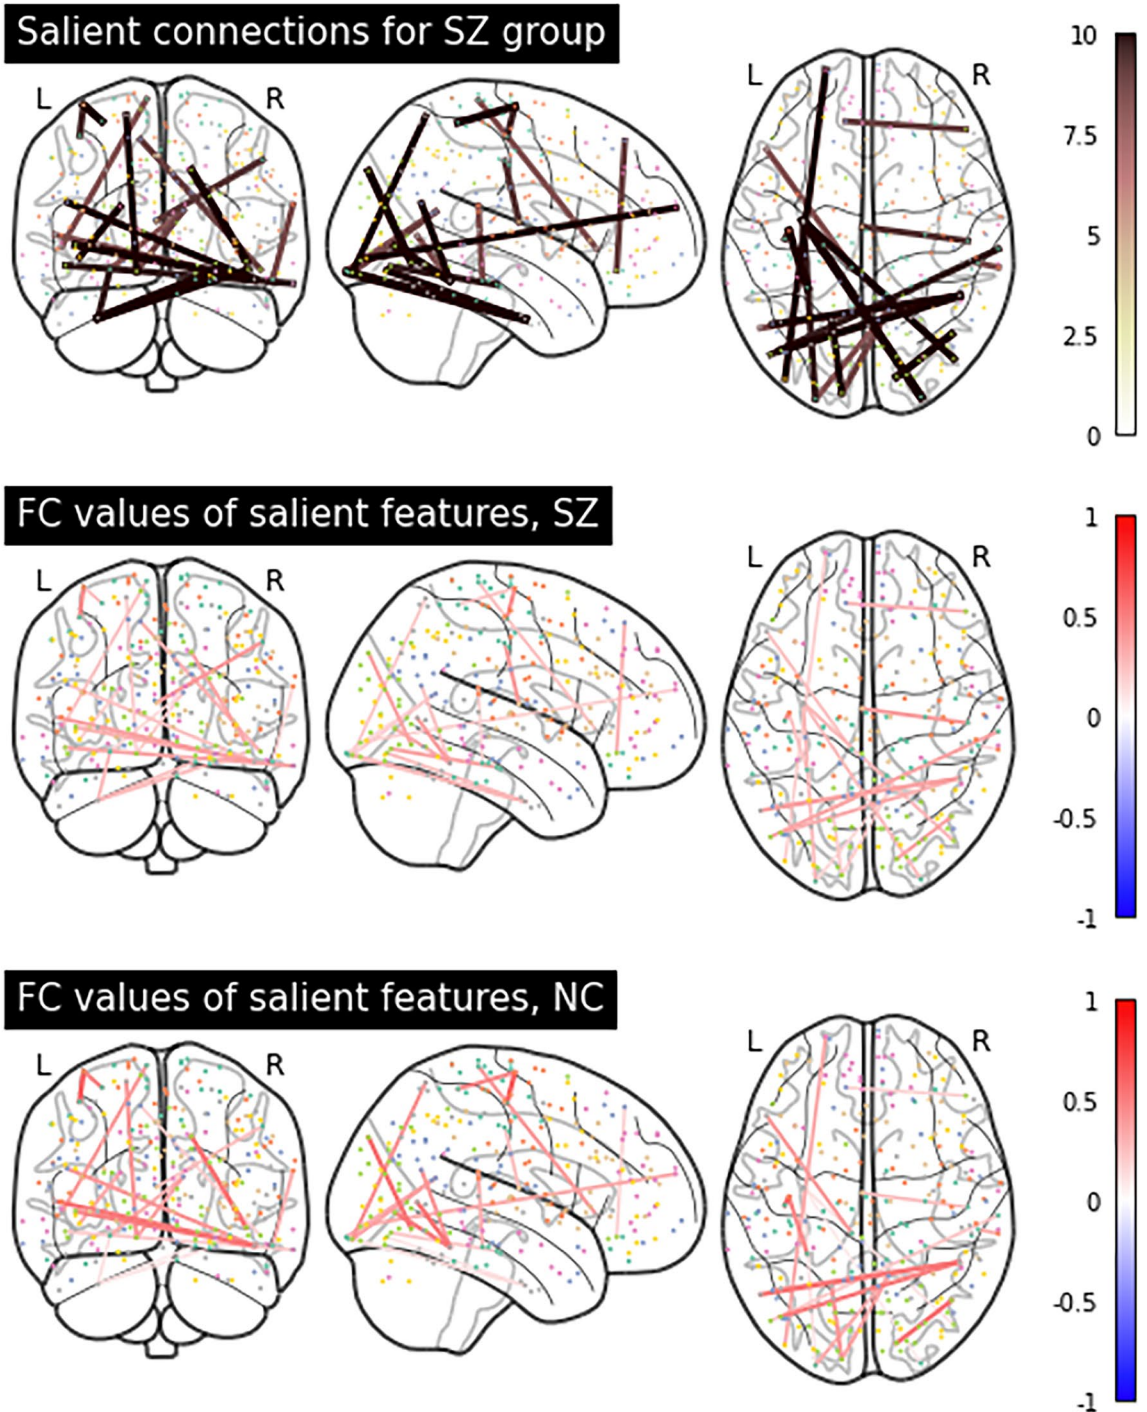 Salient connections for SZ group
L R L R
10
7.5
5
2.5
0
FC values of salient features, SZ
L R L R
1
0.5
0
-0.5
-1
FC values of salient features, NC
L R L R
1
0.5
0
-0.5
-1